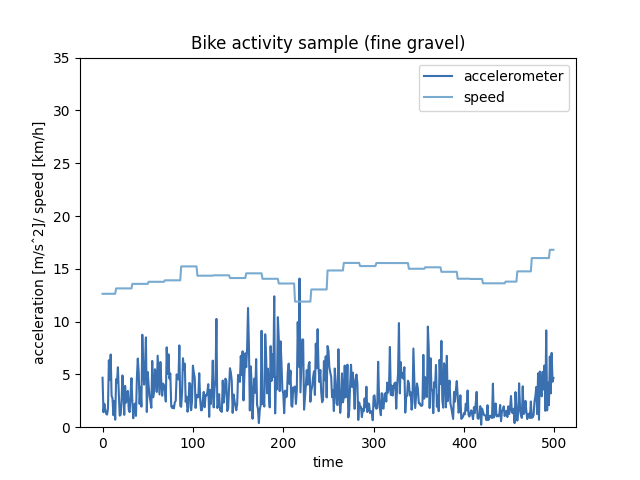 Bike activity sample (fine gravel)
accelerometer
speed
acceleration [m/sˆ2]/ speed [km/h]
35
30
25
20
15
10
5
0
0 100 200 300 400 500
time